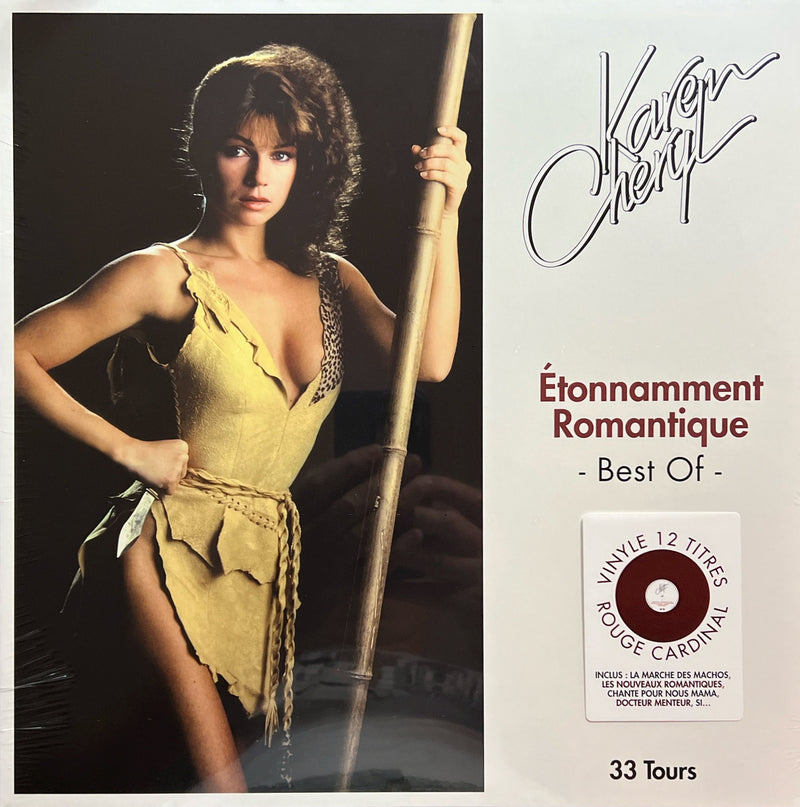 Karen
Cheryl
Étonnamment
Romantique
- Best Of -
VINYLE 12 TITRES
ROUGE CARDINAL
INCLUS : LA MARCHE DES MACHOS,
LES NOUVEAUX ROMANTIQUES,
CHANTE POUR NOUS MAMA,
DOCTEUR MENTEUR, SI...
33 Tours